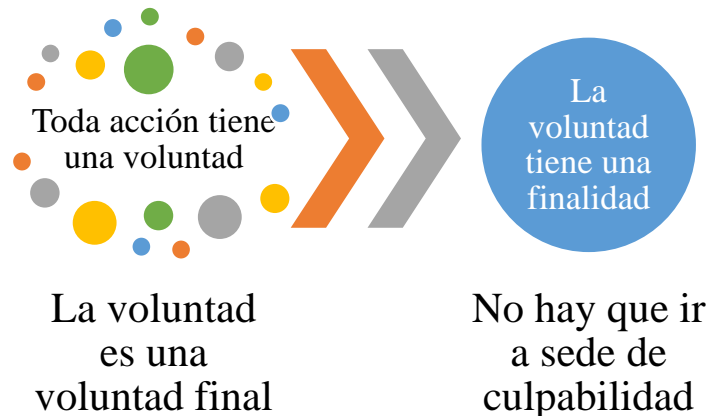 Toda acción tiene
una voluntad
La
voluntad
tiene una
finalidad
La voluntad
es una
voluntad final
No hay que ir
a sede de
culpabilidad